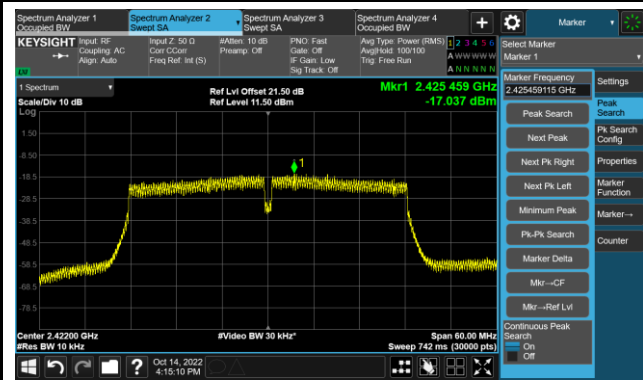 Spectrum Analyzer 1
Occupied BW
Spectrum Analyzer 2
Swept SA
Spectrum Analyzer 3
Swept SA
Spectrum Analyzer 4
Occupied BW
Marker
KEYSIGHT
Input: RF
Coupling: AC
Align: Auto
Input Z: 50 Ω
Corr CCorr
Freq Ref: Int (S)
#Atten: 10 dB
Preamp: Off
PNO: Fast
Gate: Off
IF Gain: Low
Sig Track: Off
Avg Type: Power (RMS)
Avg|Hold: 100/100
Trig: Free Run
1 2 3 4 5 6
A W W W W W
A N N N N N
LXI
Select Marker
Marker 1
1 Spectrum
Scale/Div 10 dB
Log
Ref Lvl Offset 21.50 dB
Ref Level 11.50 dBm
Mkr1 2.425 459 GHz
-17.037 dBm
1
1.50
-8.50
-18.5
-28.5
-38.5
-48.5
-58.5
-68.5
-78.5
Center 2.42200 GHz
#Res BW 10 kHz
#Video BW 30 kHz*
Span 60.00 MHz
Sweep 742 ms (30000 pts)
Marker Frequency
2.425459115 GHz
Peak Search
Next Peak
Next Pk Right
Next Pk Left
Minimum Peak
Pk-Pk Search
Marker Delta
Mkr→CF
Mkr→Ref Lvl
Continuous Peak
Search
On
Off
Settings
Peak
Search
Pk Search
Config
Properties
Marker
Function
Marker→
Counter
Oct 14, 2022
4:15:10 PM